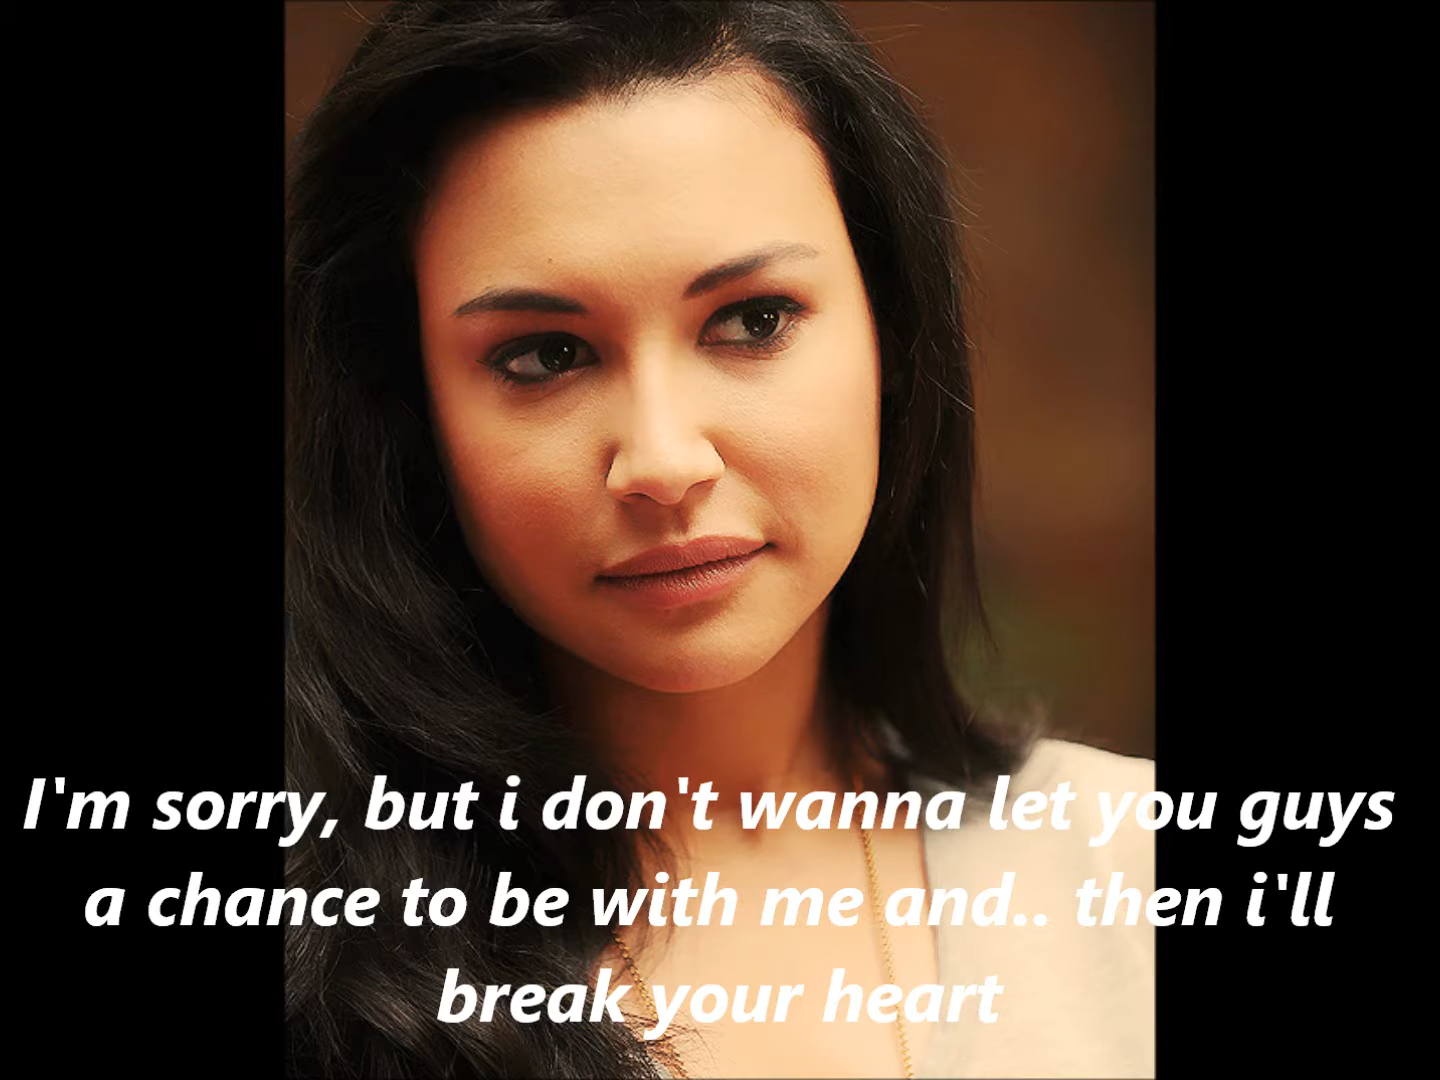 I'm sorry, but i don't wanna let you guys
a chance to be with me and.. then i'll
break your heart